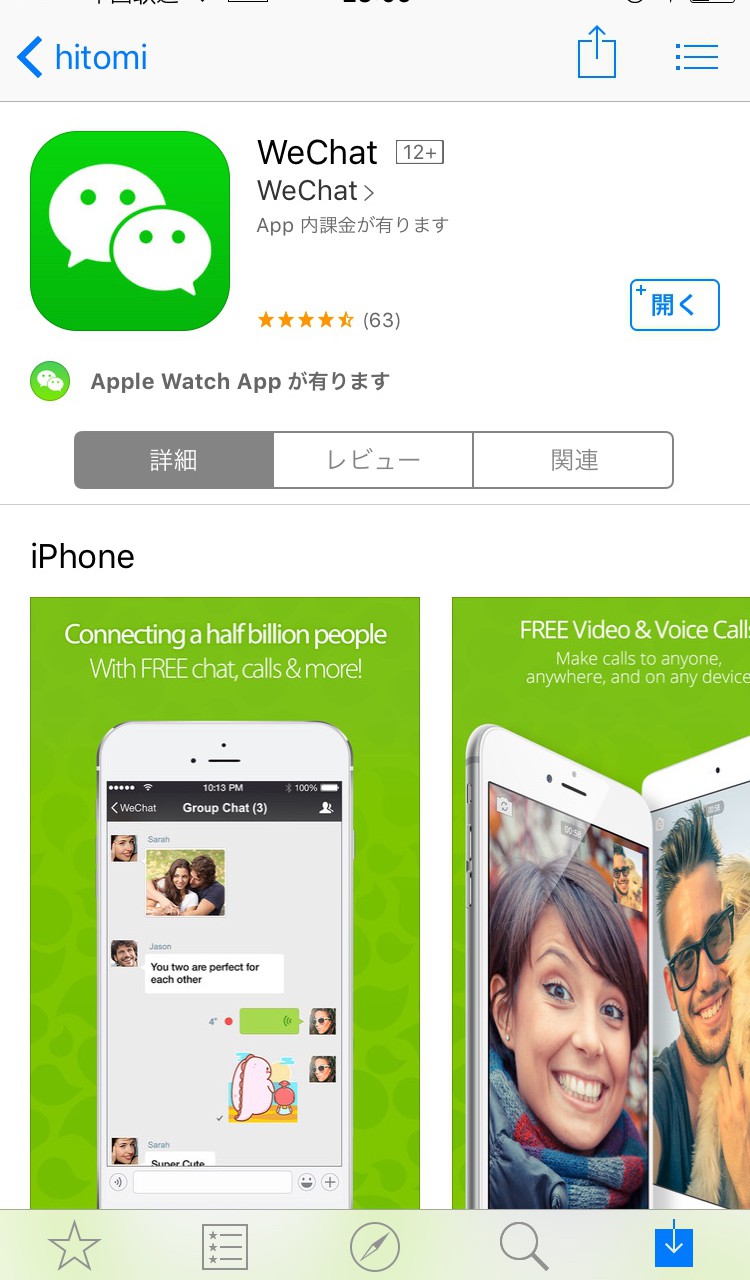 hitomi
WeChat 12+
WeChat
App 内課金が有ります
(63)
+開く
Apple Watch App が有ります
詳細 レビュー 関連
iPhone
Connecting a half billion people
With FREE chat, calls & more!
10:13 PM 100%
WeChat Group Chat (3)
Sarah
Jason
You two are perfect for
each other
4"
Sarah
Super Cute
FREE Video & Voice Calls
Make calls to anyone,
anywhere, and on any device
00:58
00:58